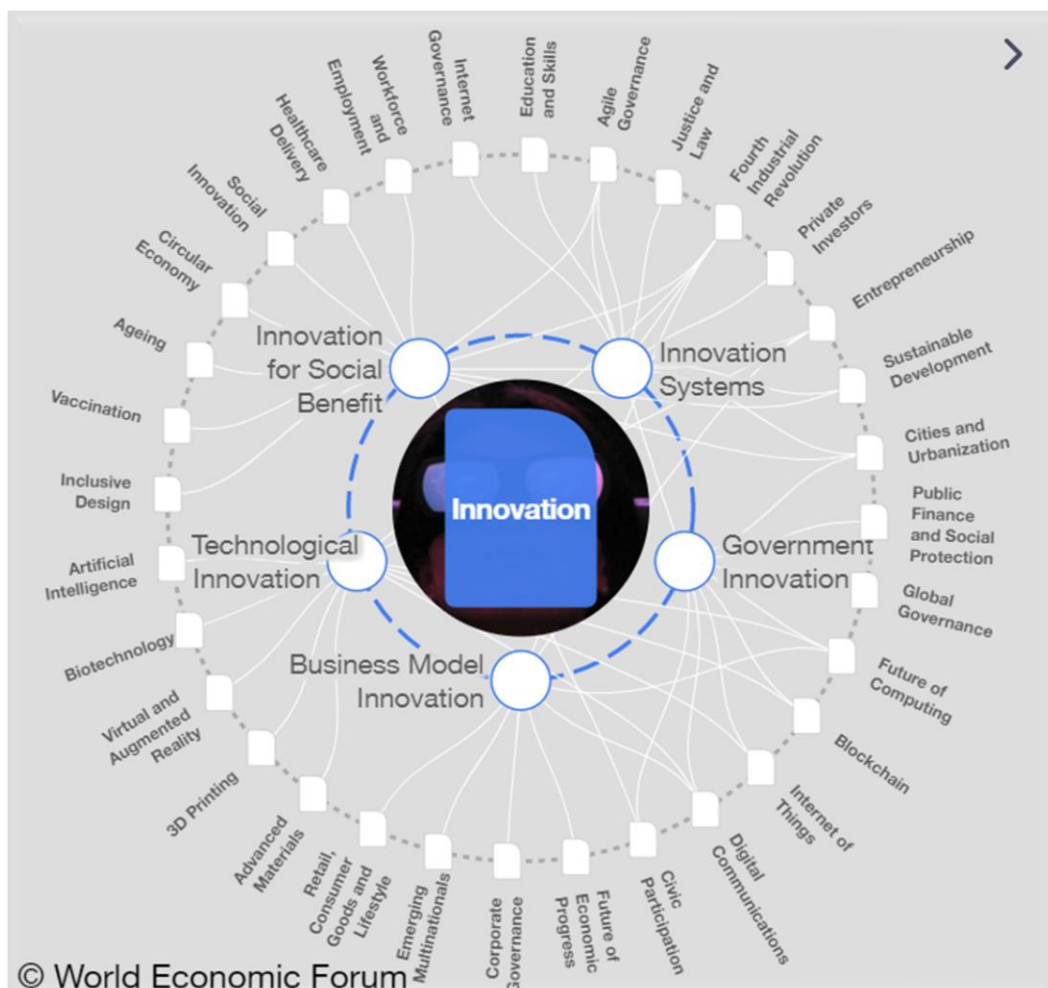 Education
and Skills
Agile
Governance
Justice and
Law
Fourth
Industrial
Revolution
Private
Investors
Entrepreneurship
Sustainable
Development
Cities and
Urbanization
Public
Finance
and Social
Protection
Global
Governance
Future of
Computing
Blockchain
Internet of
Things
Digital
Communications
Civic
Participation
Future of
Economic
Progress
Corporate
Governance
Emerging
Multinationals
Retail,
Consumer
Goods and
Lifestyle
Advanced
Materials
3D Printing
Virtual and
Augmented
Reality
Biotechnology
Artificial
Intelligence
Inclusive
Design
Vaccination
Ageing
Circular
Economy
Social
Innovation
Healthcare
Delivery
Workforce
and
Employment
Internet
Governance
Innovation
for Social
Benefit
Innovation
Systems
Innovation
Technological
Innovation
Government
Innovation
Business Model
Innovation
© World Economic Forum